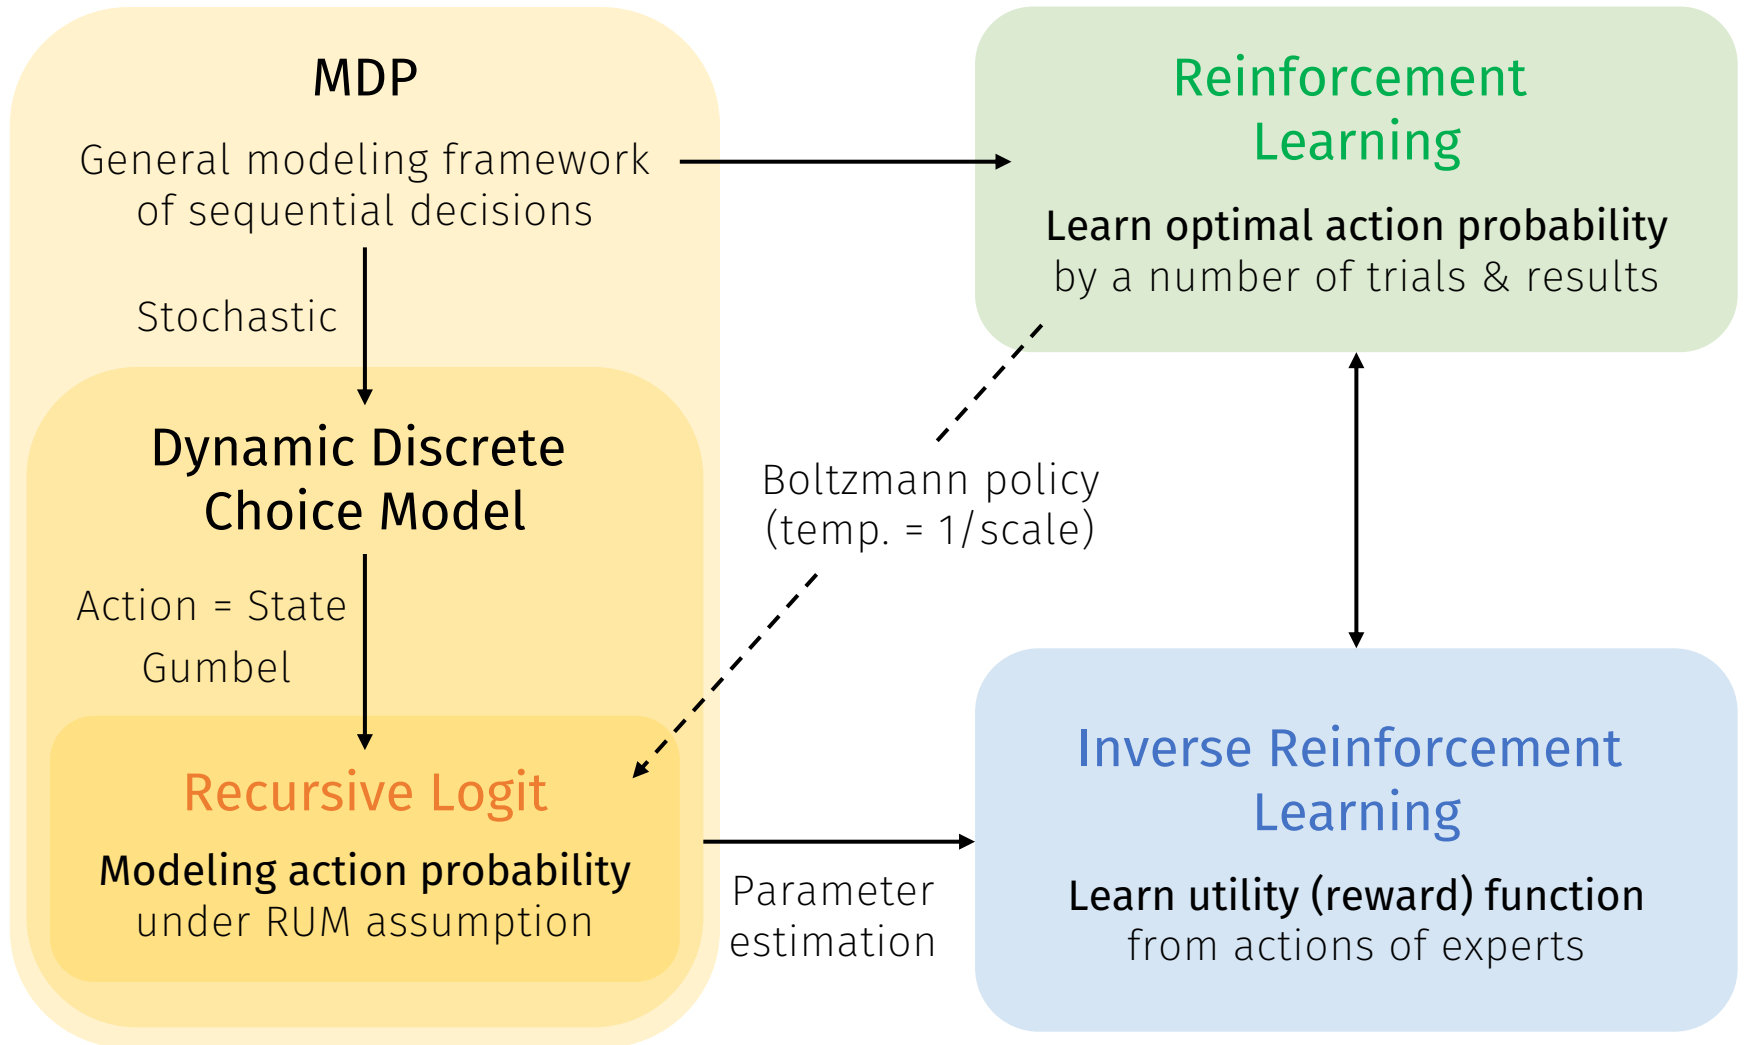 MDP
General modeling framework
of sequential decisions
Stochastic
Dynamic Discrete
Choice Model
Action = State
Gumbel
Recursive Logit
Modeling action probability
under RUM assumption
Reinforcement
Learning
Learn optimal action probability
by a number of trials & results
Boltzmann policy
(temp. = 1/scale)
Parameter
estimation
Inverse Reinforcement
Learning
Learn utility (reward) function
from actions of experts